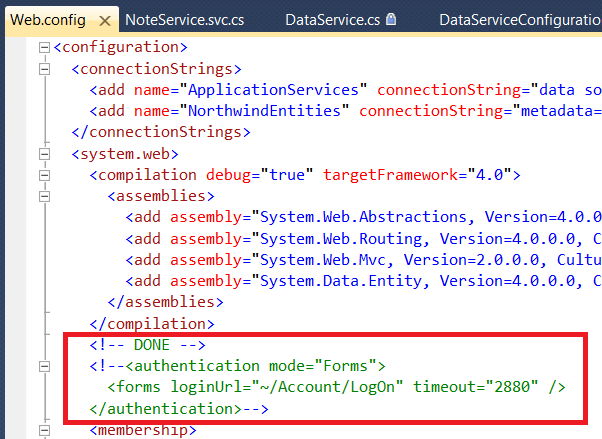 Web.config NoteService.svc.cs DataService.cs DataServiceConfiguratio
<configuration>
<connectionStrings>
<add name="ApplicationServices" connectionString="data so
<add name="NorthwindEntities" connectionString="metadata=
</connectionStrings>
<system.web>
<compilation debug="true" targetFramework="4.0">
<assemblies>
<add assembly="System.Web.Abstractions, Version=4.0.0
<add assembly="System.Web.Routing, Version=4.0.0.0, C
<add assembly="System.Web.Mvc, Version=2.0.0.0, Cultu
<add assembly="System.Data.Entity, Version=4.0.0.0, C
</assemblies>
</compilation>
<!-- DONE -->
<!--<authentication mode="Forms">
<forms loginUrl="~/Account/LogOn" timeout="2880" />
</authentication>-->
<membership>